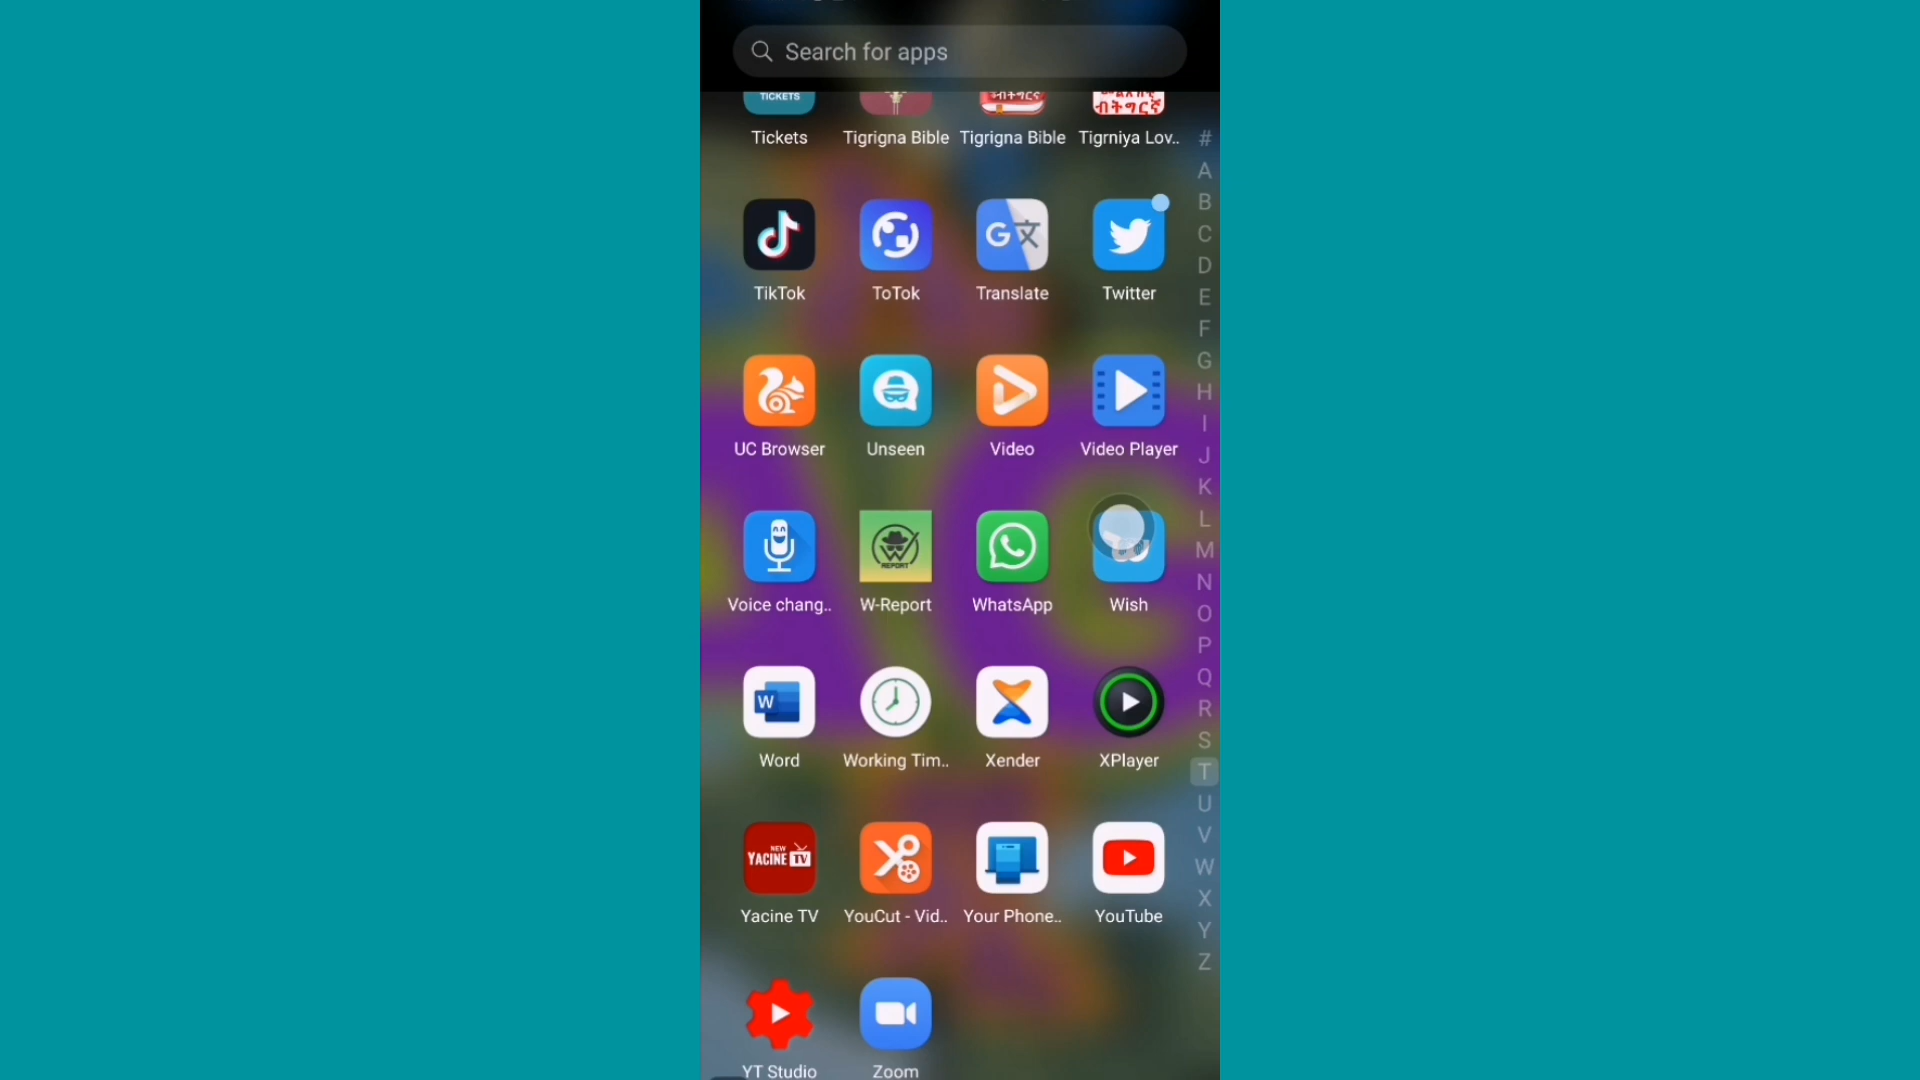 Search for apps
TICKETS
ብትግርኛ
Tickets
Tigrigna Bible
Tigrigna Bible
Tigrniya Lov..
#
A
TikTok
ToTok
Translate
Twitter
B
C
D
E
F
UC Browser
Unseen
Video
Video Player
G
H
I
J
K
Voice chang..
W-Report
WhatsApp
Wish
REPORT
L
M
N
O
P
Word
Working Tim..
Xender
XPlayer
W
Q
R
S
T
U
NEW
YACINE TV
Yacine TV
YouCut - Vid..
Your Phone..
YouTube
V
W
X
Y
Z
YT Studio
Zoom